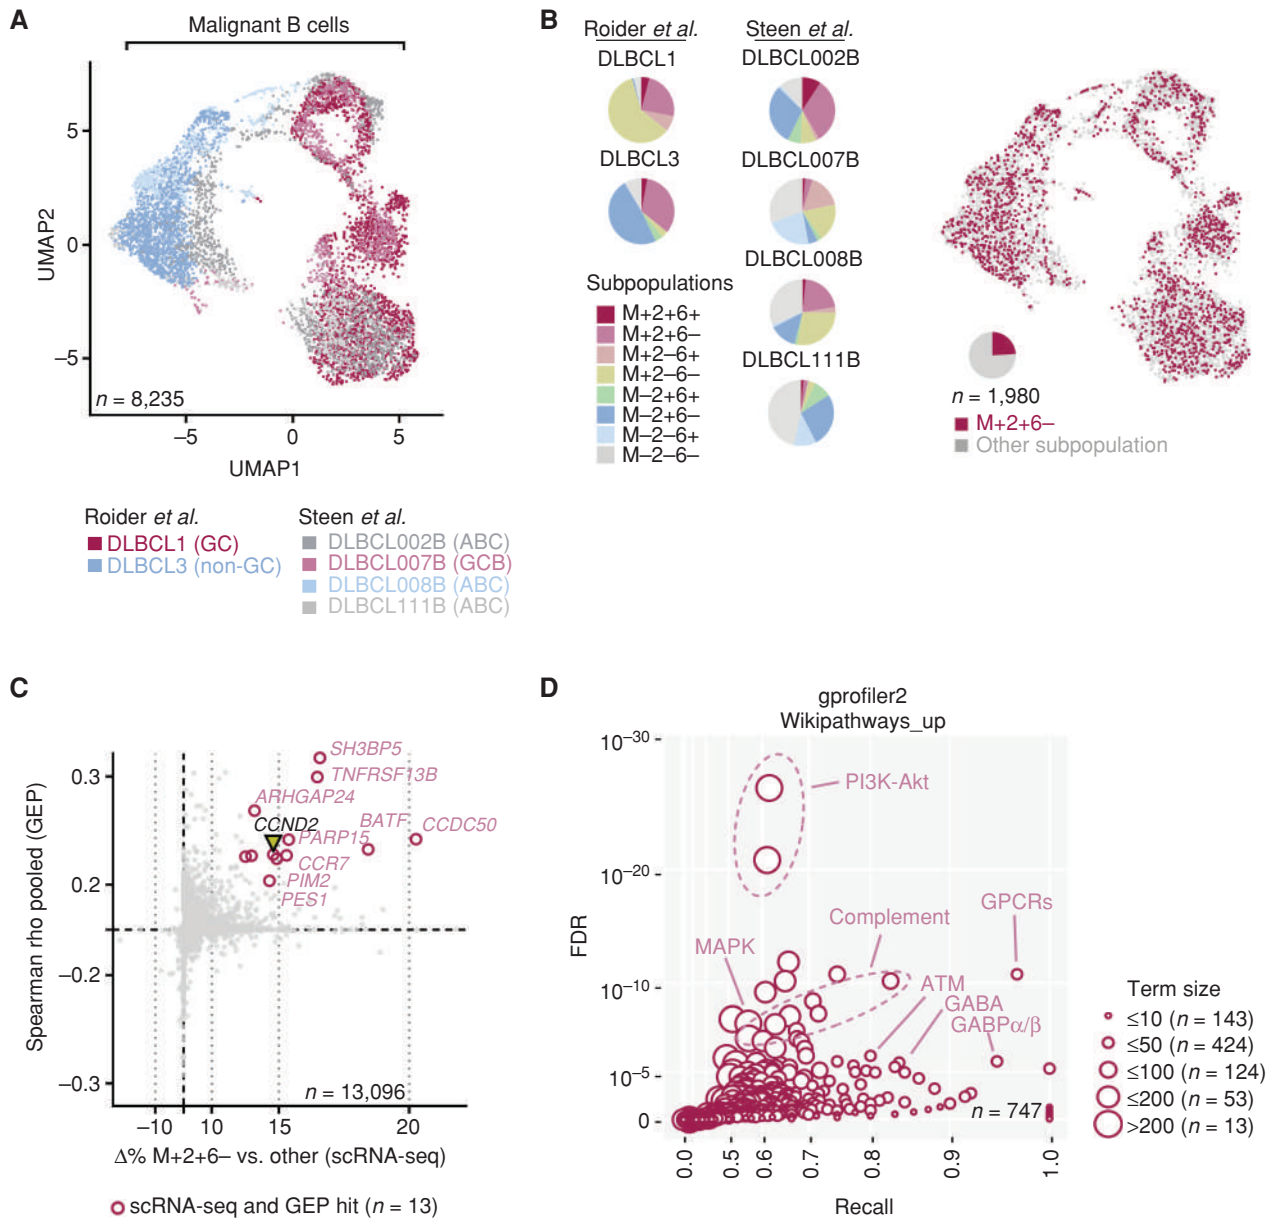 A
Malignant B cells
UMAP2
5
0
−5
n = 8,235
−5
0
5
UMAP1
Roider et al.
DLBCL1 (GC)
DLBCL3 (non-GC)
Steen et al.
DLBCL002B (ABC)
DLBCL007B (GCB)
DLBCL008B (ABC)
DLBCL111B (ABC)
B
Roider et al.
DLBCL1
DLBCL3
Steen et al.
DLBCL002B
DLBCL007B
DLBCL008B
DLBCL111B
Subpopulations
M+2+6+
M+2+6−
M+2−6+
M+2−6−
M−2+6+
M−2+6−
M−2−6+
M−2−6−
n = 1,980
M+2+6−
Other subpopulation
C
Spearman rho pooled (GEP)
0.3
0.2
−0.2
−0.3
SH3BP5
TNFRSF13B
ARHGAP24
CCND2
BATF
CCDC50
PARP15
CCR7
PIM2
PES1
n = 13,096
−10
10
15
20
Δ% M+2+6− vs. other (scRNA-seq)
scRNA-seq and GEP hit (n = 13)
D
gprofiler2
Wikipathways_up
FDR
10−30
10−20
10−10
10−5
0
PI3K-Akt
Complement
GPCRs
MAPK
ATM
GABA
GABPα/β
n = 747
0.0
0.5
0.6
0.7
0.8
0.9
1.0
Recall
Term size
≤10 (n = 143)
≤50 (n = 424)
≤100 (n = 124)
≤200 (n = 53)
>200 (n = 13)